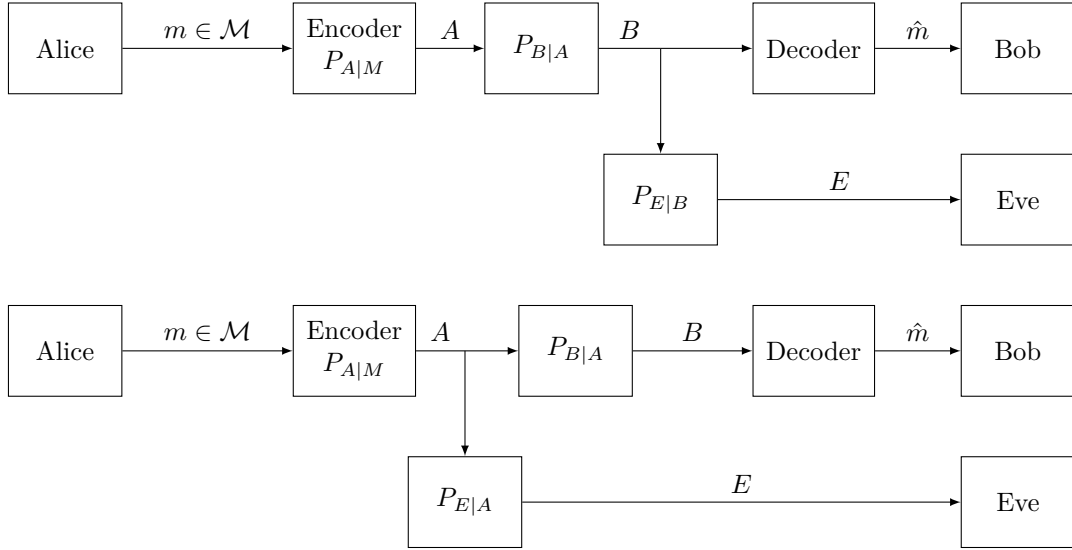 Alice
m ∈ ℳ
Encoder
P_{A|M}
A
P_{B|A}
B
Decoder
m̂
Bob
P_{E|B}
E
Eve
Alice
m ∈ ℳ
Encoder
P_{A|M}
A
P_{B|A}
B
Decoder
m̂
Bob
P_{E|A}
E
Eve